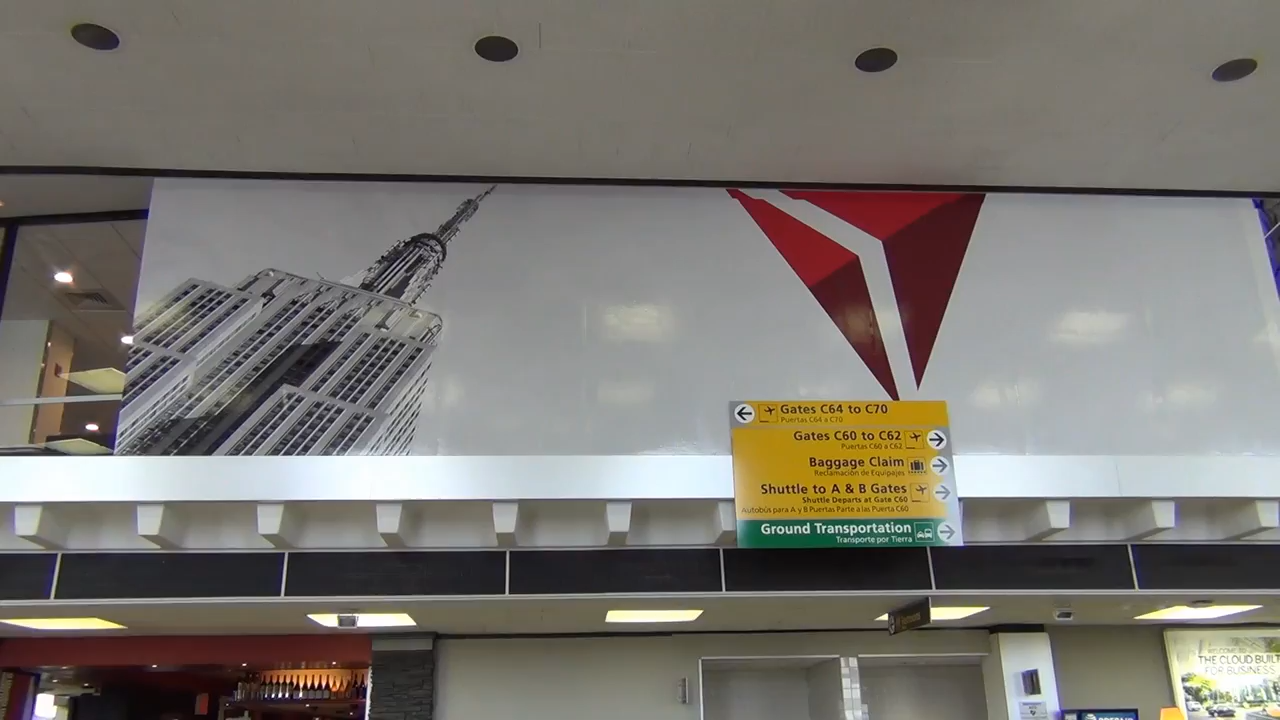 Gates C64 to C70
Puertas C64 a C70
Gates C60 to C62
Puertas C60 a C62
Baggage Claim
Reclamación de Equipajes
Shuttle to A & B Gates
Shuttle Departs at Gate C60
Autobús para A y B Puertas Parte a las Puerta C60
Ground Transportation
Transporte por Tierra
WELCOME TO
THE CLOUD BUILT
FOR BUSINESS